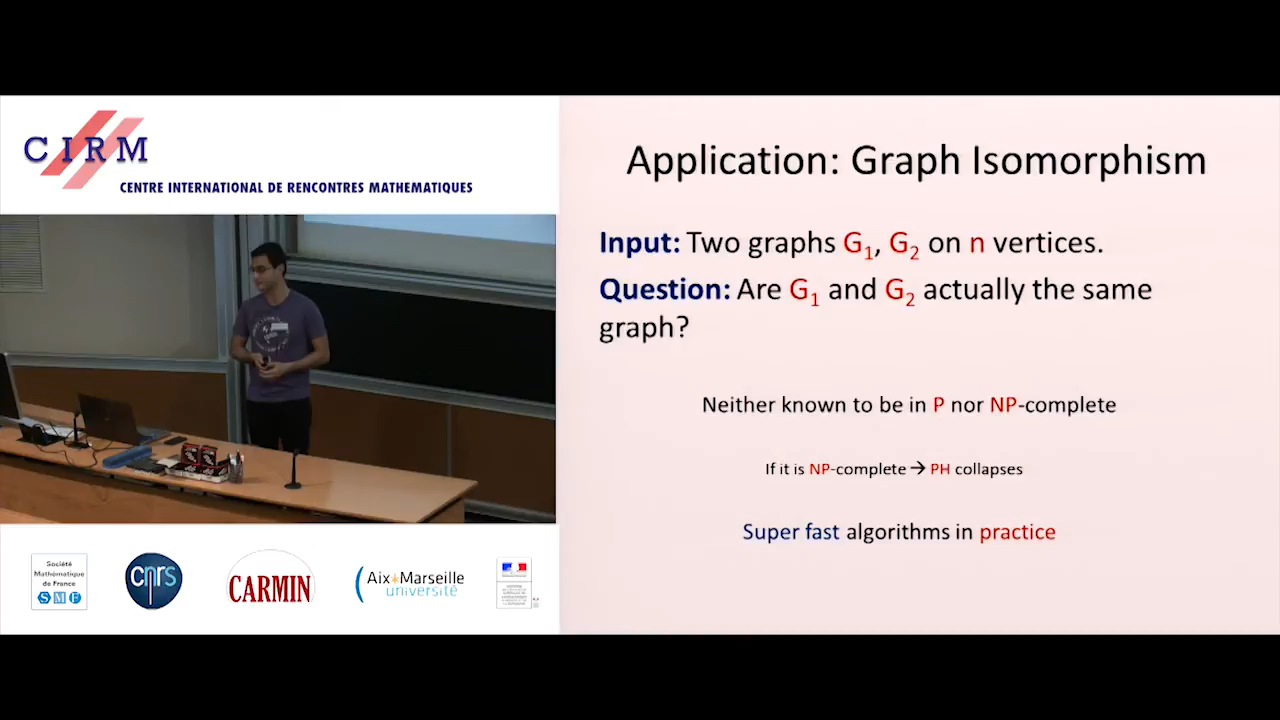 CIRM
CENTRE INTERNATIONAL DE RENCONTRES MATHEMATIQUES
Application: Graph Isomorphism
Input: Two graphs G1, G2 on n vertices.
Question: Are G1 and G2 actually the same
graph?
Neither known to be in P nor NP-complete
If it is NP-complete → PH collapses
Super fast algorithms in practice
Société
Mathématique
de France
S M F
cnrs
CARMIN
Aix*Marseille
université